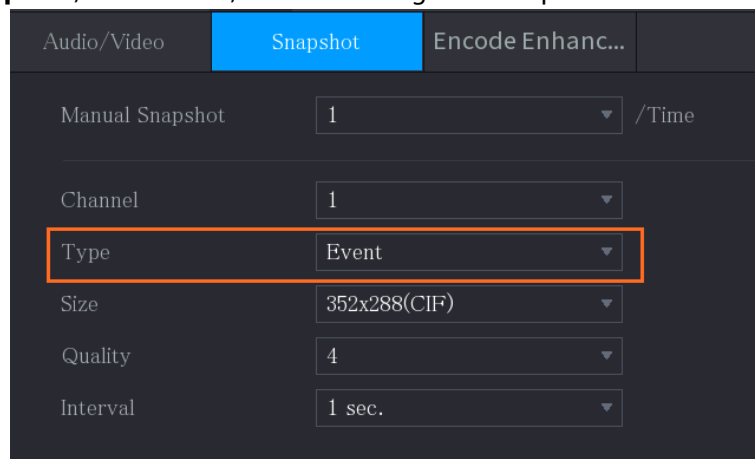 Audio/Video Snapshot Encode Enhanc...
Manual Snapshot 1 /Time
Channel 1
Type Event
Size 352x288(CIF)
Quality 4
Interval 1 sec.